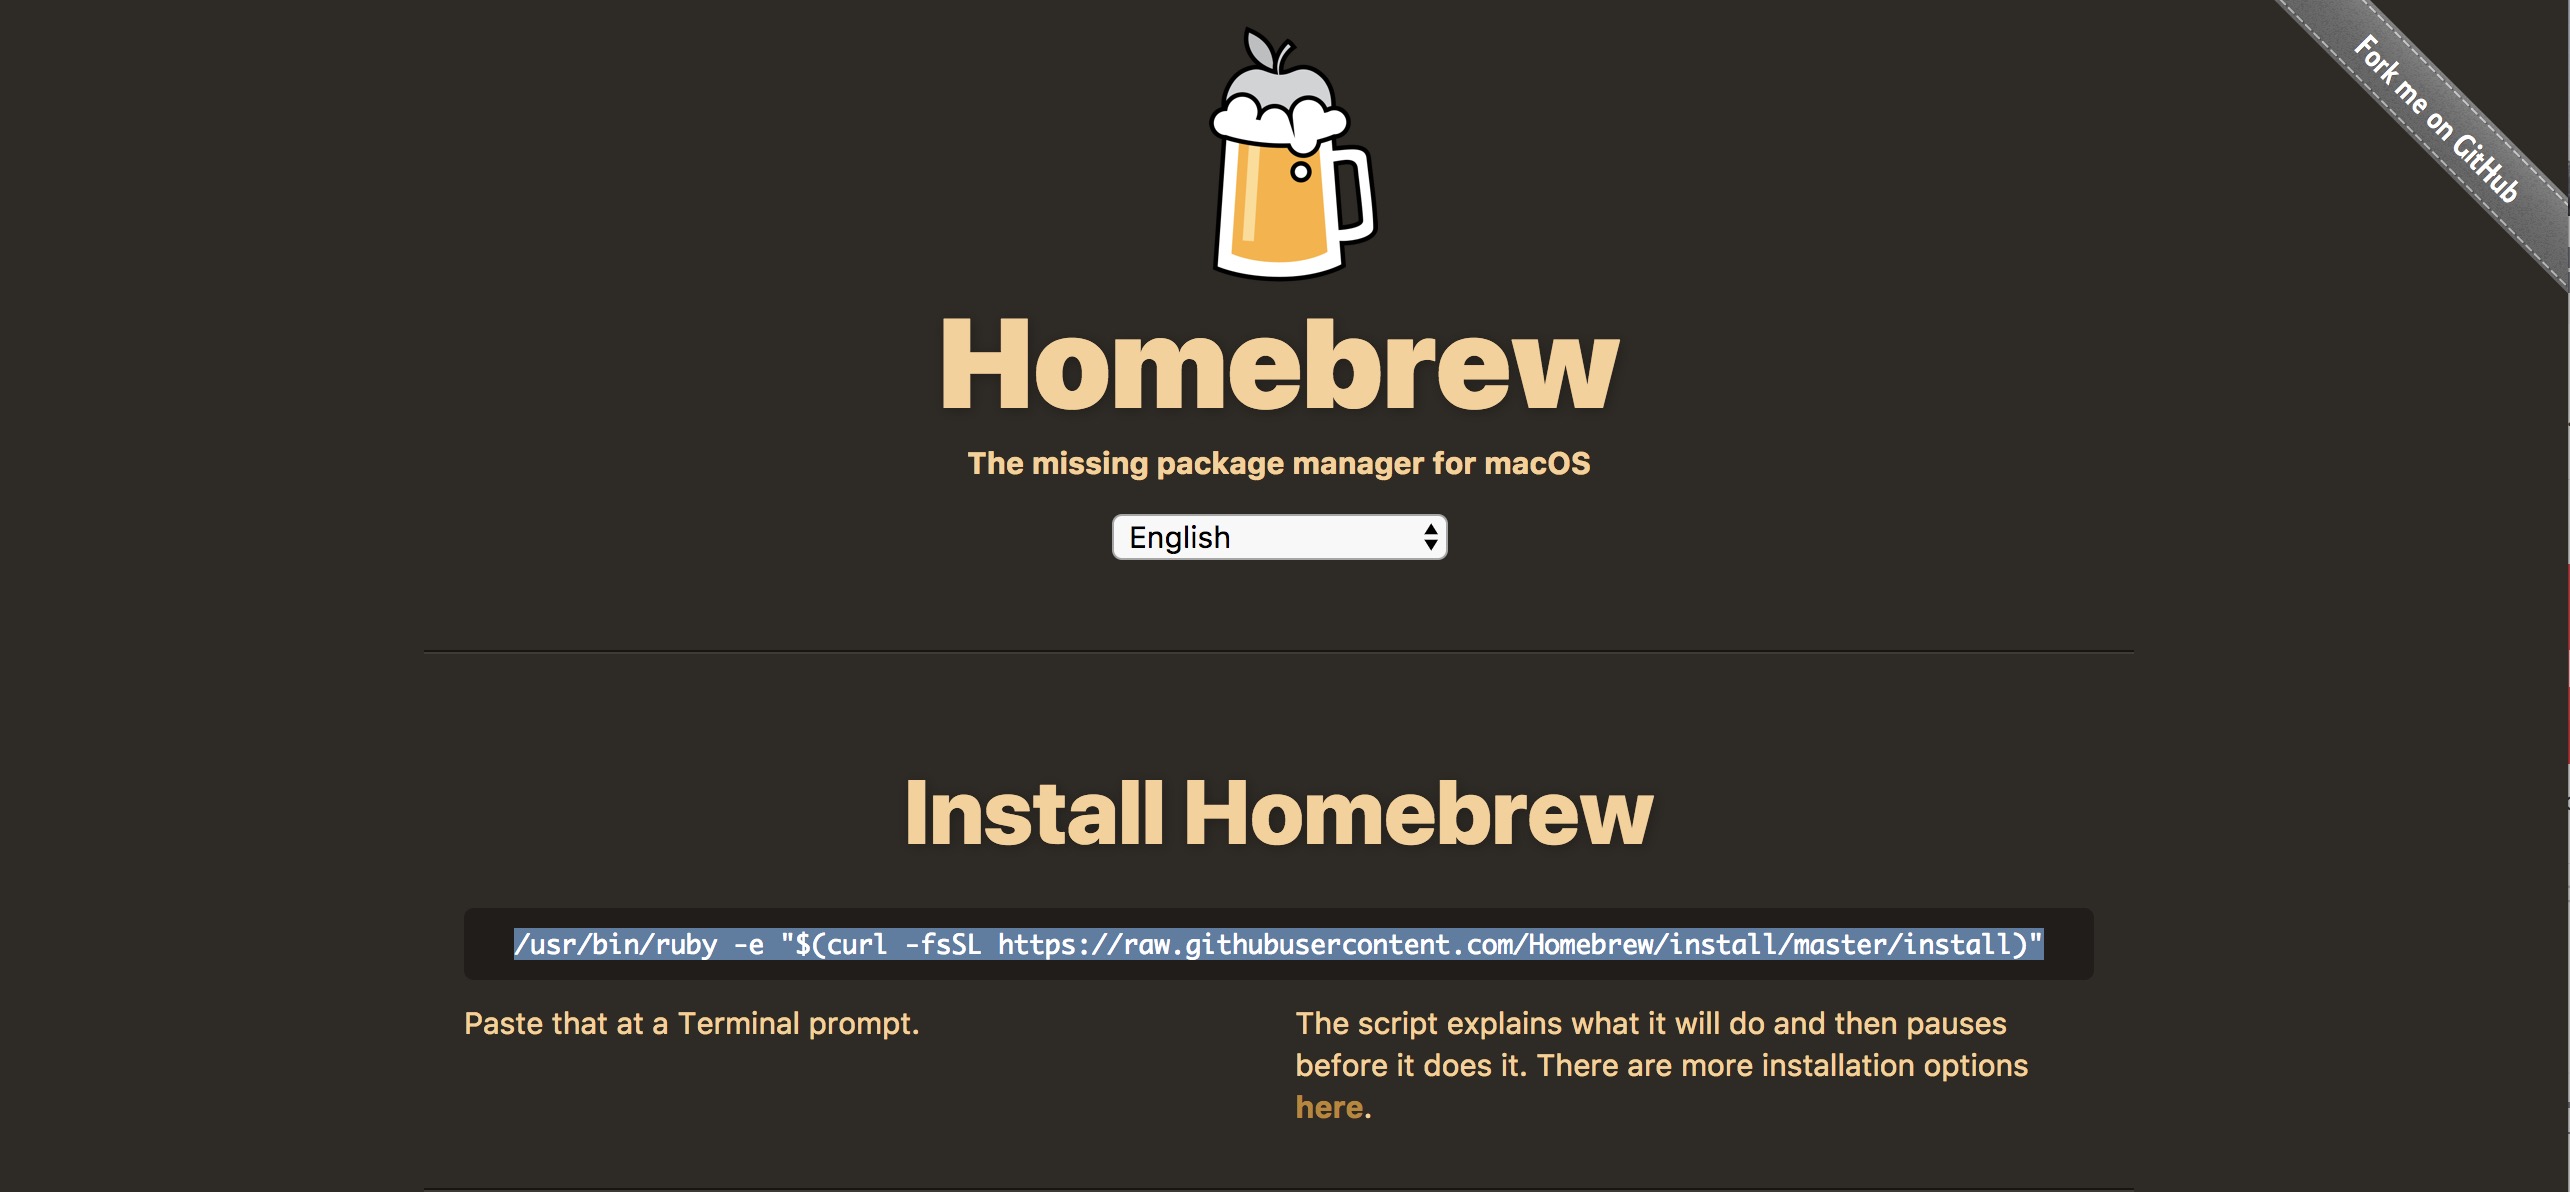 Fork me on GitHub
Homebrew
The missing package manager for macOS
English
Install Homebrew
/usr/bin/ruby -e "$(curl -fsSL https://raw.githubusercontent.com/Homebrew/install/master/install)"
Paste that at a Terminal prompt.
The script explains what it will do and then pauses
before it does it. There are more installation options
here.